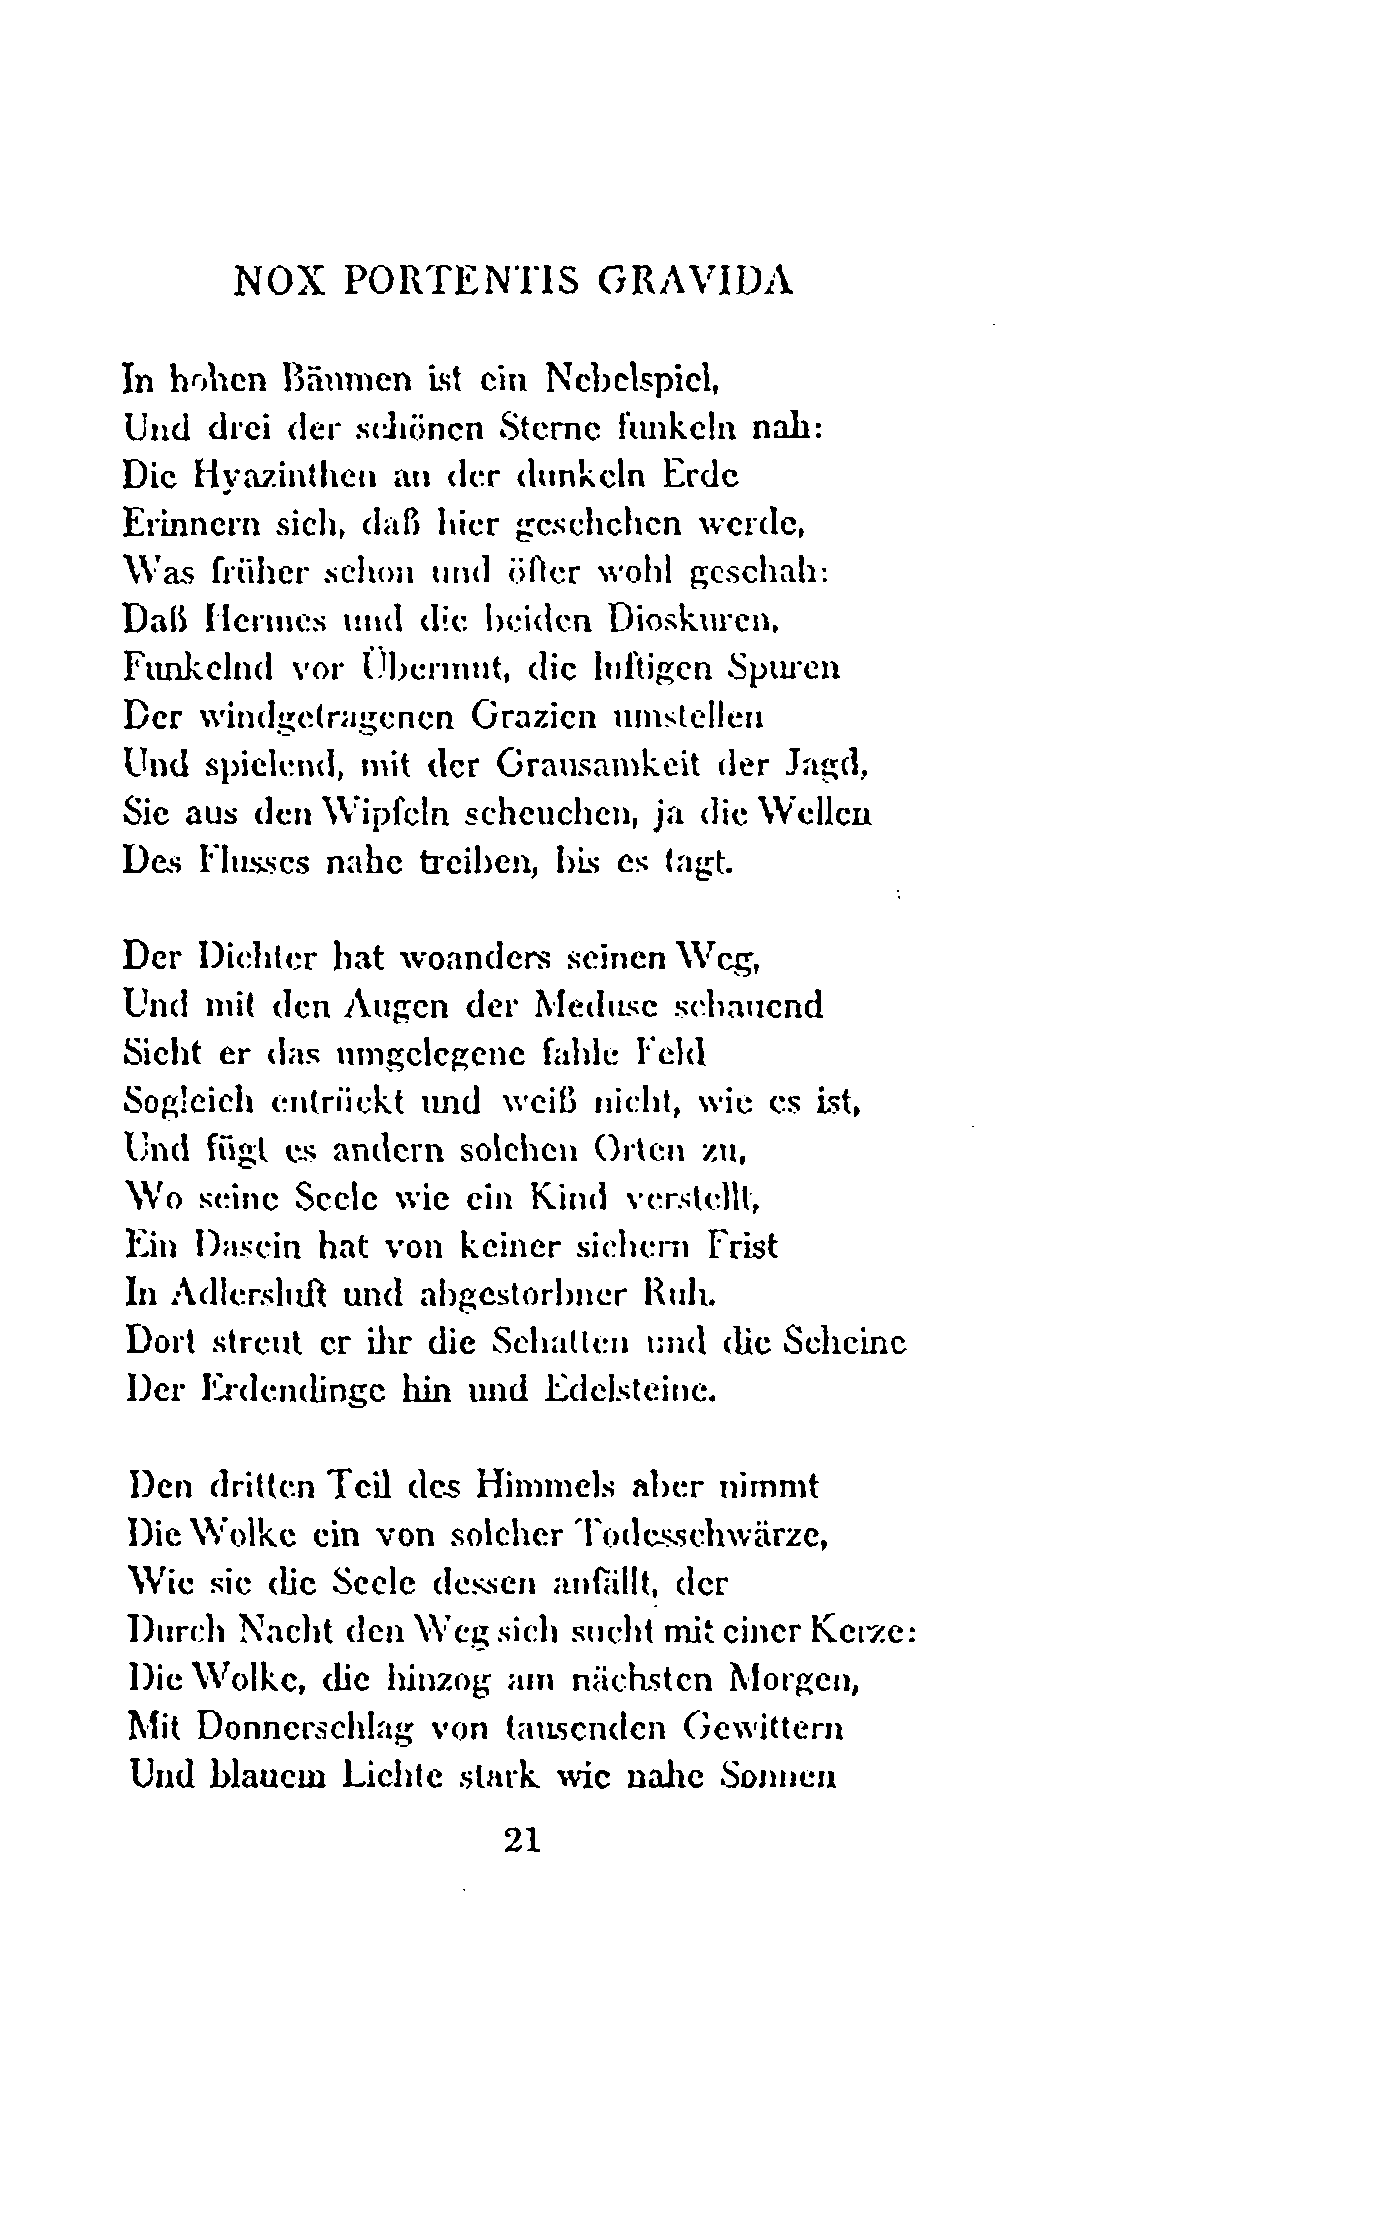 NOX PORTENTIS GRAVIDA
In hohen Bäumen ist ein Nebelspiel,
Und drei der schönen Sterne funkeln nah:
Die Hyazinthen an der dunkeln Erde
Erinnern sich, daß hier geschehen werde,
Was früher schon und öfter wohl geschah:
Daß Hermes und die beiden Dioskuren,
Funkelnd vor Übermut, die luftigen Spuren
Der windgetragenen Grazien umstellen
Und spielend, mit der Grausamkeit der Jagd,
Sie aus den Wipfeln scheuchen, ja die Wellen
Des Flusses nahe treiben, bis es tagt.
Der Dichter hat woanders seinen Weg,
Und mit den Augen der Meduse schauend
Sieht er das umgelegene fahle Feld
Sogleich entrückt und weiß nicht, wie es ist,
Und fügt es andern solchen Orten zu,
Wo seine Seele wie ein Kind verstellt,
Ein Dasein hat von keiner sichern Frist
In Adlersluft und abgestorbner Ruh.
Dort streut er ihr die Schatten und die Scheine
Der Erdendinge hin und Edelsteine.
Den dritten Teil des Himmels aber nimmt
Die Wolke ein von solcher Todesschwärze,
Wie sie die Seele dessen anfällt, der
Durch Nacht den Weg sich sucht mit einer Kerze:
Die Wolke, die hinzog am nächsten Morgen,
Mit Donnerschlag von tausenden Gewittern
Und blauem Lichte stark wie nahe Sonnen
21